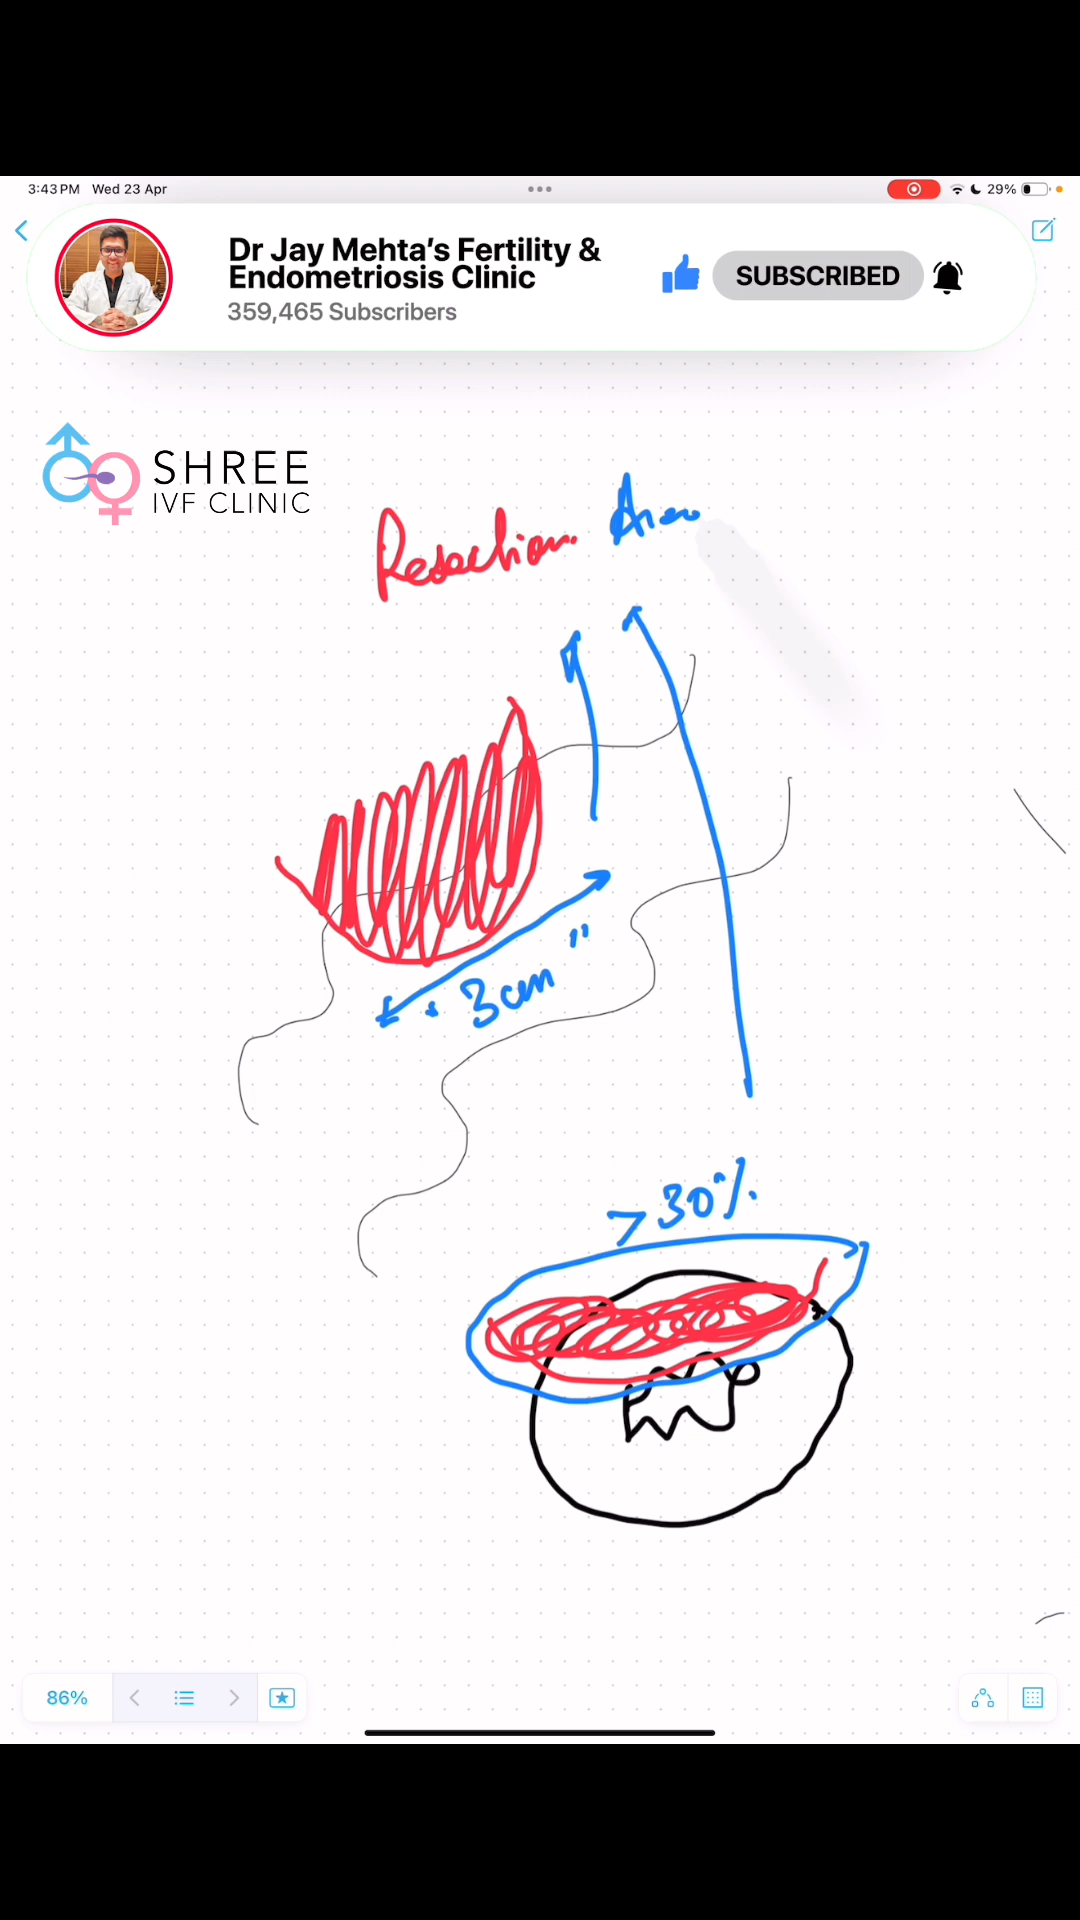 3:43 PM Wed 23 Apr
29%
Dr Jay Mehta's Fertility &
Endometriosis Clinic
359,465 Subscribers
SUBSCRIBED
SHREE
IVF CLINIC
Resection
3cm "
>30%
86%